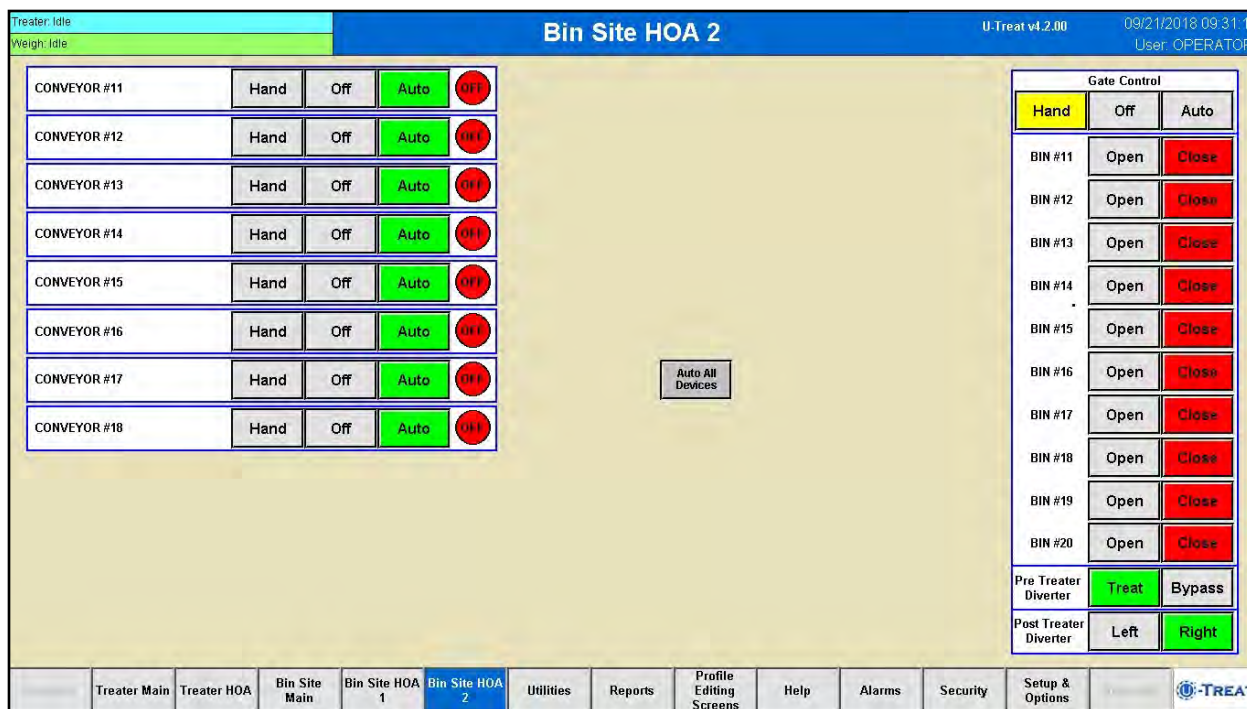 Treater: Idle
Weigh: Idle
Bin Site HOA 2
U-Treat v4.2.00
09/21/2018 09:31:1
User: OPERATOR
CONVEYOR #11 Hand Off Auto OFF
CONVEYOR #12 Hand Off Auto OFF
CONVEYOR #13 Hand Off Auto OFF
CONVEYOR #14 Hand Off Auto OFF
CONVEYOR #15 Hand Off Auto OFF
CONVEYOR #16 Hand Off Auto OFF
CONVEYOR #17 Hand Off Auto OFF
CONVEYOR #18 Hand Off Auto OFF
Auto All
Devices
Gate Control
Hand Off Auto
BIN #11 Open Close
BIN #12 Open Close
BIN #13 Open Close
BIN #14 Open Close
BIN #15 Open Close
BIN #16 Open Close
BIN #17 Open Close
BIN #18 Open Close
BIN #19 Open Close
BIN #20 Open Close
Pre Treater
Diverter
Treat Bypass
Post Treater
Diverter
Left Right
Treater Main
Treater HOA
Bin Site
Main
Bin Site HOA
1
Bin Site HOA
2
Utilities
Reports
Profile
Editing
Screens
Help
Alarms
Security
Setup &
Options
U-TREAT